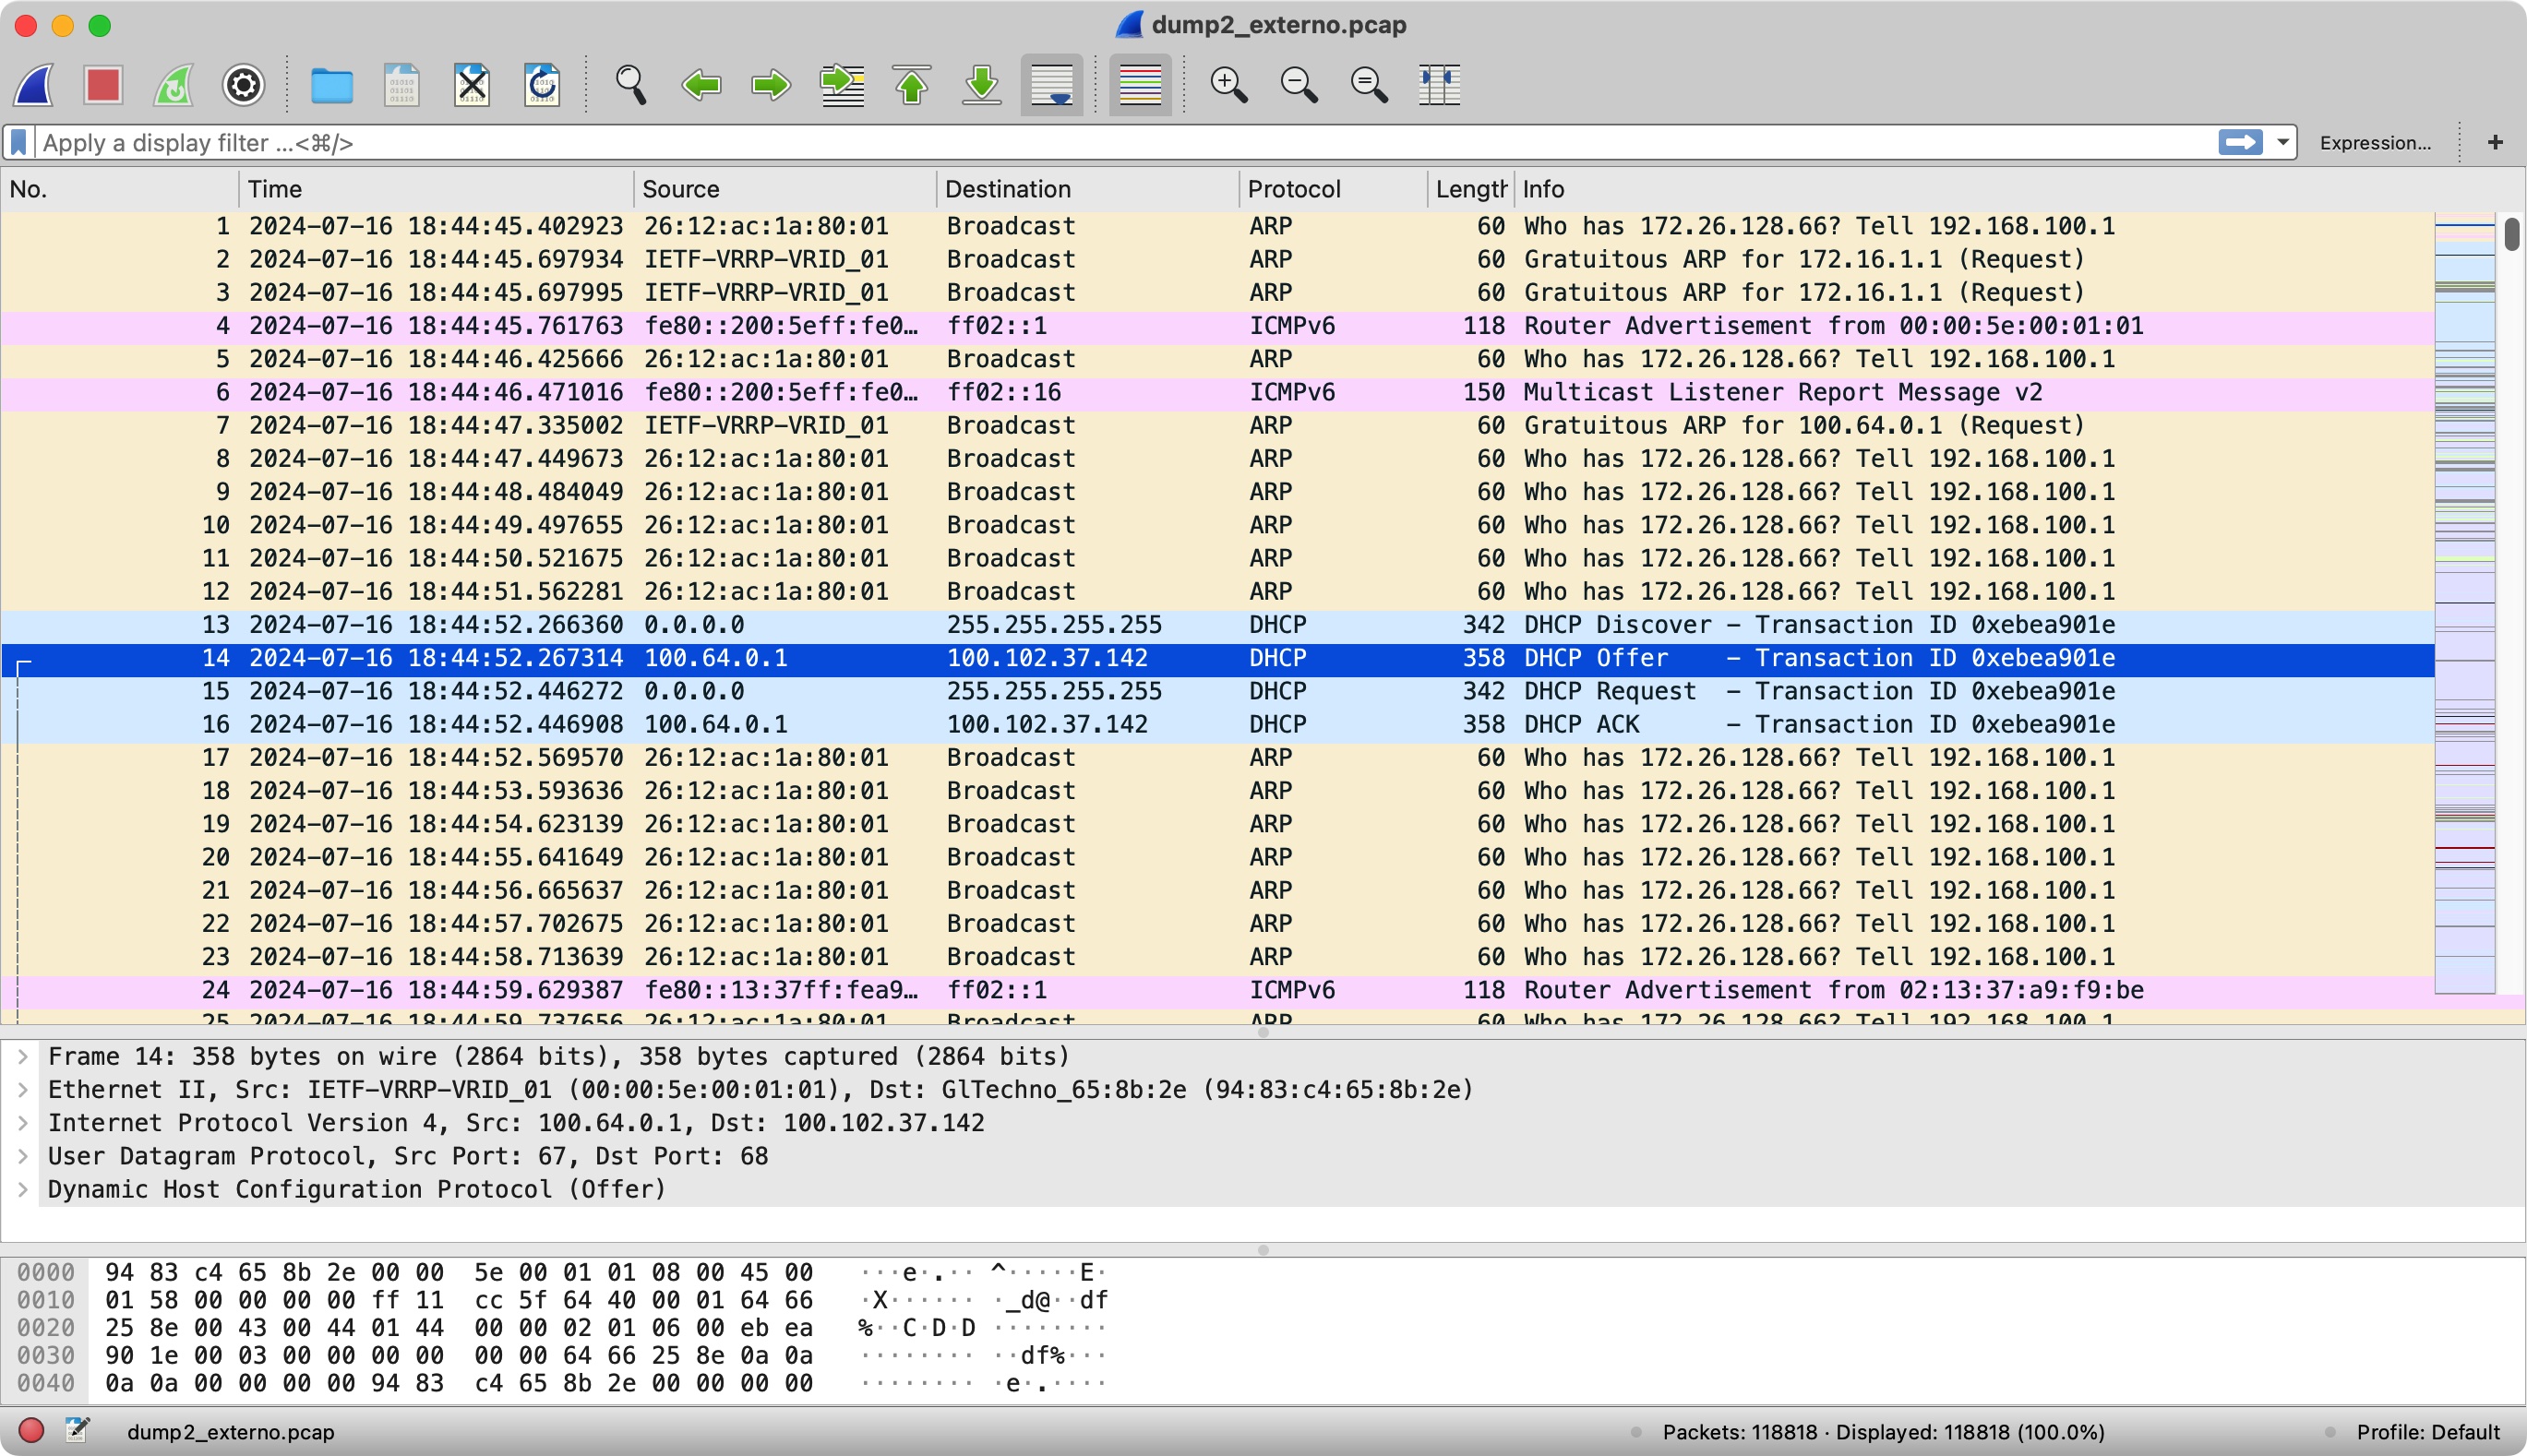 dump2_externo.pcap
Apply a display filter ...<⌘/>
Expression...
+
No. Time Source Destination Protocol Length Info
1 2024-07-16 18:44:45.402923 26:12:ac:1a:80:01 Broadcast ARP 60 Who has 172.26.128.66? Tell 192.168.100.1
2 2024-07-16 18:44:45.697934 IETF-VRRP-VRID_01 Broadcast ARP 60 Gratuitous ARP for 172.16.1.1 (Request)
3 2024-07-16 18:44:45.697995 IETF-VRRP-VRID_01 Broadcast ARP 60 Gratuitous ARP for 172.16.1.1 (Request)
4 2024-07-16 18:44:45.761763 fe80::200:5eff:fe0… ff02::1 ICMPv6 118 Router Advertisement from 00:00:5e:00:01:01
5 2024-07-16 18:44:46.425666 26:12:ac:1a:80:01 Broadcast ARP 60 Who has 172.26.128.66? Tell 192.168.100.1
6 2024-07-16 18:44:46.471016 fe80::200:5eff:fe0… ff02::16 ICMPv6 150 Multicast Listener Report Message v2
7 2024-07-16 18:44:47.335002 IETF-VRRP-VRID_01 Broadcast ARP 60 Gratuitous ARP for 100.64.0.1 (Request)
8 2024-07-16 18:44:47.449673 26:12:ac:1a:80:01 Broadcast ARP 60 Who has 172.26.128.66? Tell 192.168.100.1
9 2024-07-16 18:44:48.484049 26:12:ac:1a:80:01 Broadcast ARP 60 Who has 172.26.128.66? Tell 192.168.100.1
10 2024-07-16 18:44:49.497655 26:12:ac:1a:80:01 Broadcast ARP 60 Who has 172.26.128.66? Tell 192.168.100.1
11 2024-07-16 18:44:50.521675 26:12:ac:1a:80:01 Broadcast ARP 60 Who has 172.26.128.66? Tell 192.168.100.1
12 2024-07-16 18:44:51.562281 26:12:ac:1a:80:01 Broadcast ARP 60 Who has 172.26.128.66? Tell 192.168.100.1
13 2024-07-16 18:44:52.266360 0.0.0.0 255.255.255.255 DHCP 342 DHCP Discover - Transaction ID 0xebea901e
14 2024-07-16 18:44:52.267314 100.64.0.1 100.102.37.142 DHCP 358 DHCP Offer - Transaction ID 0xebea901e
15 2024-07-16 18:44:52.446272 0.0.0.0 255.255.255.255 DHCP 342 DHCP Request - Transaction ID 0xebea901e
16 2024-07-16 18:44:52.446908 100.64.0.1 100.102.37.142 DHCP 358 DHCP ACK - Transaction ID 0xebea901e
17 2024-07-16 18:44:52.569570 26:12:ac:1a:80:01 Broadcast ARP 60 Who has 172.26.128.66? Tell 192.168.100.1
18 2024-07-16 18:44:53.593636 26:12:ac:1a:80:01 Broadcast ARP 60 Who has 172.26.128.66? Tell 192.168.100.1
19 2024-07-16 18:44:54.623139 26:12:ac:1a:80:01 Broadcast ARP 60 Who has 172.26.128.66? Tell 192.168.100.1
20 2024-07-16 18:44:55.641649 26:12:ac:1a:80:01 Broadcast ARP 60 Who has 172.26.128.66? Tell 192.168.100.1
21 2024-07-16 18:44:56.665637 26:12:ac:1a:80:01 Broadcast ARP 60 Who has 172.26.128.66? Tell 192.168.100.1
22 2024-07-16 18:44:57.702675 26:12:ac:1a:80:01 Broadcast ARP 60 Who has 172.26.128.66? Tell 192.168.100.1
23 2024-07-16 18:44:58.713639 26:12:ac:1a:80:01 Broadcast ARP 60 Who has 172.26.128.66? Tell 192.168.100.1
24 2024-07-16 18:44:59.629387 fe80::13:37ff:fea9… ff02::1 ICMPv6 118 Router Advertisement from 02:13:37:a9:f9:be
25 2024-07-16 18:44:59.737656 26:12:ac:1a:80:01 Broadcast ARP 60 Who has 172.26.128.66? Tell 192.168.100.1
Frame 14: 358 bytes on wire (2864 bits), 358 bytes captured (2864 bits)
Ethernet II, Src: IETF-VRRP-VRID_01 (00:00:5e:00:01:01), Dst: GlTechno_65:8b:2e (94:83:c4:65:8b:2e)
Internet Protocol Version 4, Src: 100.64.0.1, Dst: 100.102.37.142
User Datagram Protocol, Src Port: 67, Dst Port: 68
Dynamic Host Configuration Protocol (Offer)
0000 94 83 c4 65 8b 2e 00 00 5e 00 01 01 08 00 45 00 ···e·.·· ^·····E·
0010 01 58 00 00 00 00 ff 11 cc 5f 64 40 00 01 64 66 ·X······ ·_d@··df
0020 25 8e 00 43 00 44 01 44 00 00 02 01 06 00 eb ea %··C·D·D ········
0030 90 1e 00 03 00 00 00 00 00 00 64 66 25 8e 0a 0a ········ ··df%···
0040 0a 0a 00 00 00 00 94 83 c4 65 8b 2e 00 00 00 00 ········ ·e·.····
dump2_externo.pcap
Packets: 118818 · Displayed: 118818 (100.0%)
Profile: Default